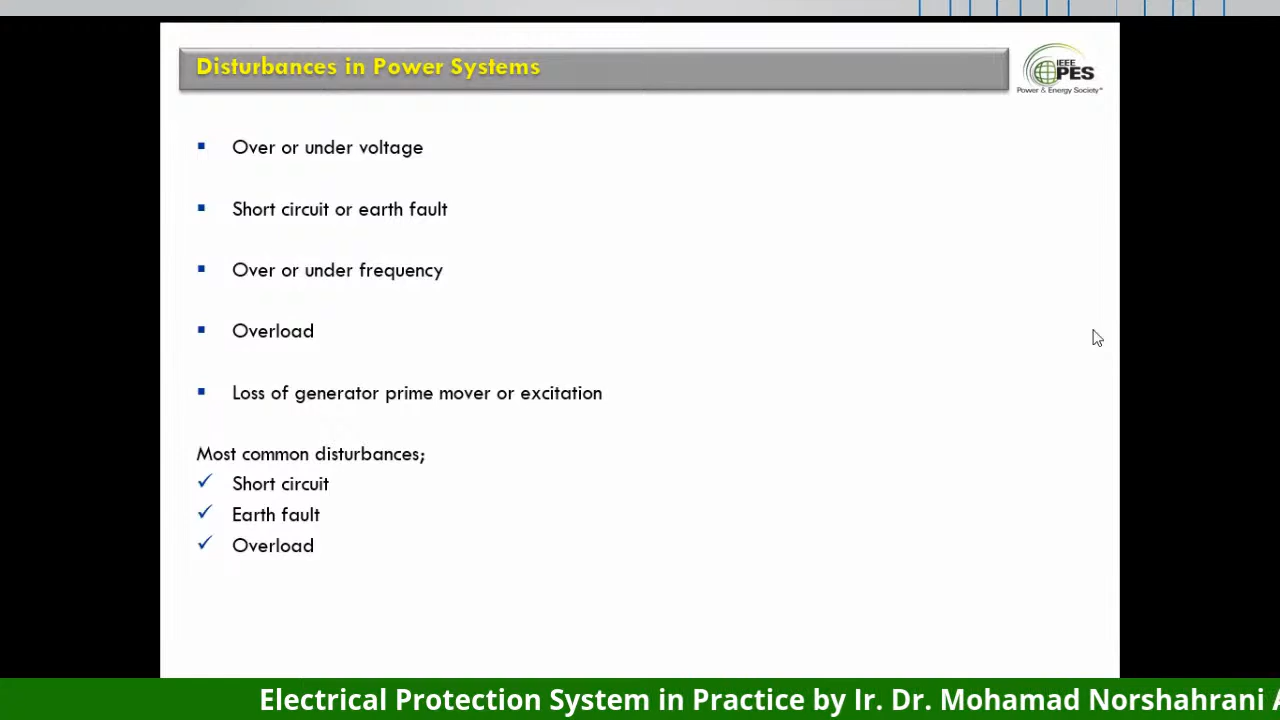 Disturbances in Power Systems
IEEE
PES
Power & Energy Society™
▪ Over or under voltage
▪ Short circuit or earth fault
▪ Over or under frequency
▪ Overload
▪ Loss of generator prime mover or excitation
Most common disturbances;
✓ Short circuit
✓ Earth fault
✓ Overload
Electrical Protection System in Practice by Ir. Dr. Mohamad Norshahrani A